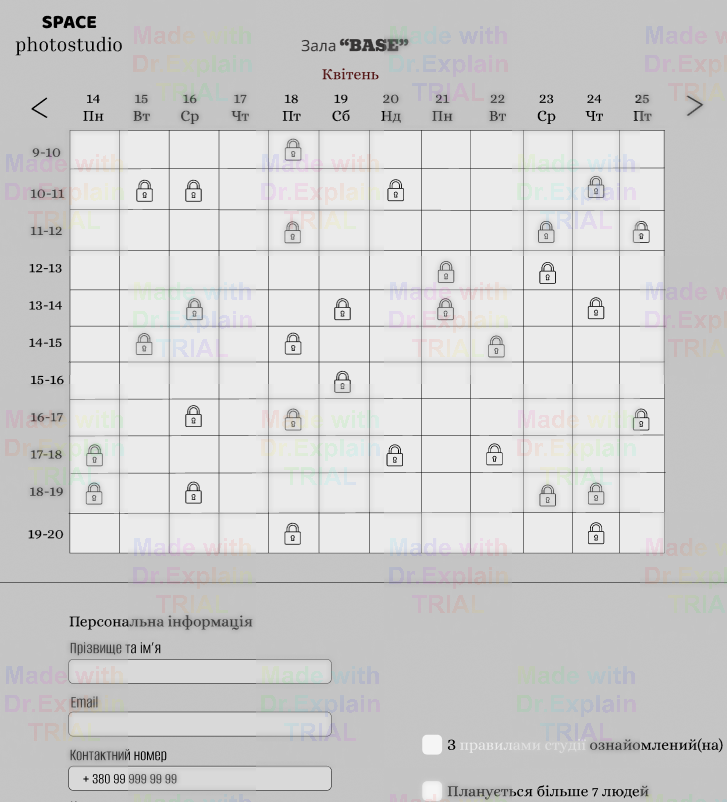 SPACE
photostudio
Зала “BASE”
Квітень
14 15 16 17 18 19 20 21 22 23 24 25
Пн Вт Ср Чт Пт Сб Нд Пн Вт Ср Чт Пт
9-10
10-11
11-12
12-13
13-14
14-15
15-16
16-17
17-18
18-19
19-20
Персональна інформація
Прізвище та ім'я
Email
Контактний номер
+ 380 99 999 99 99
З правилами студії ознайомлений(на)
Планується більше 7 людей
Made with
Dr.Explain
TRIAL